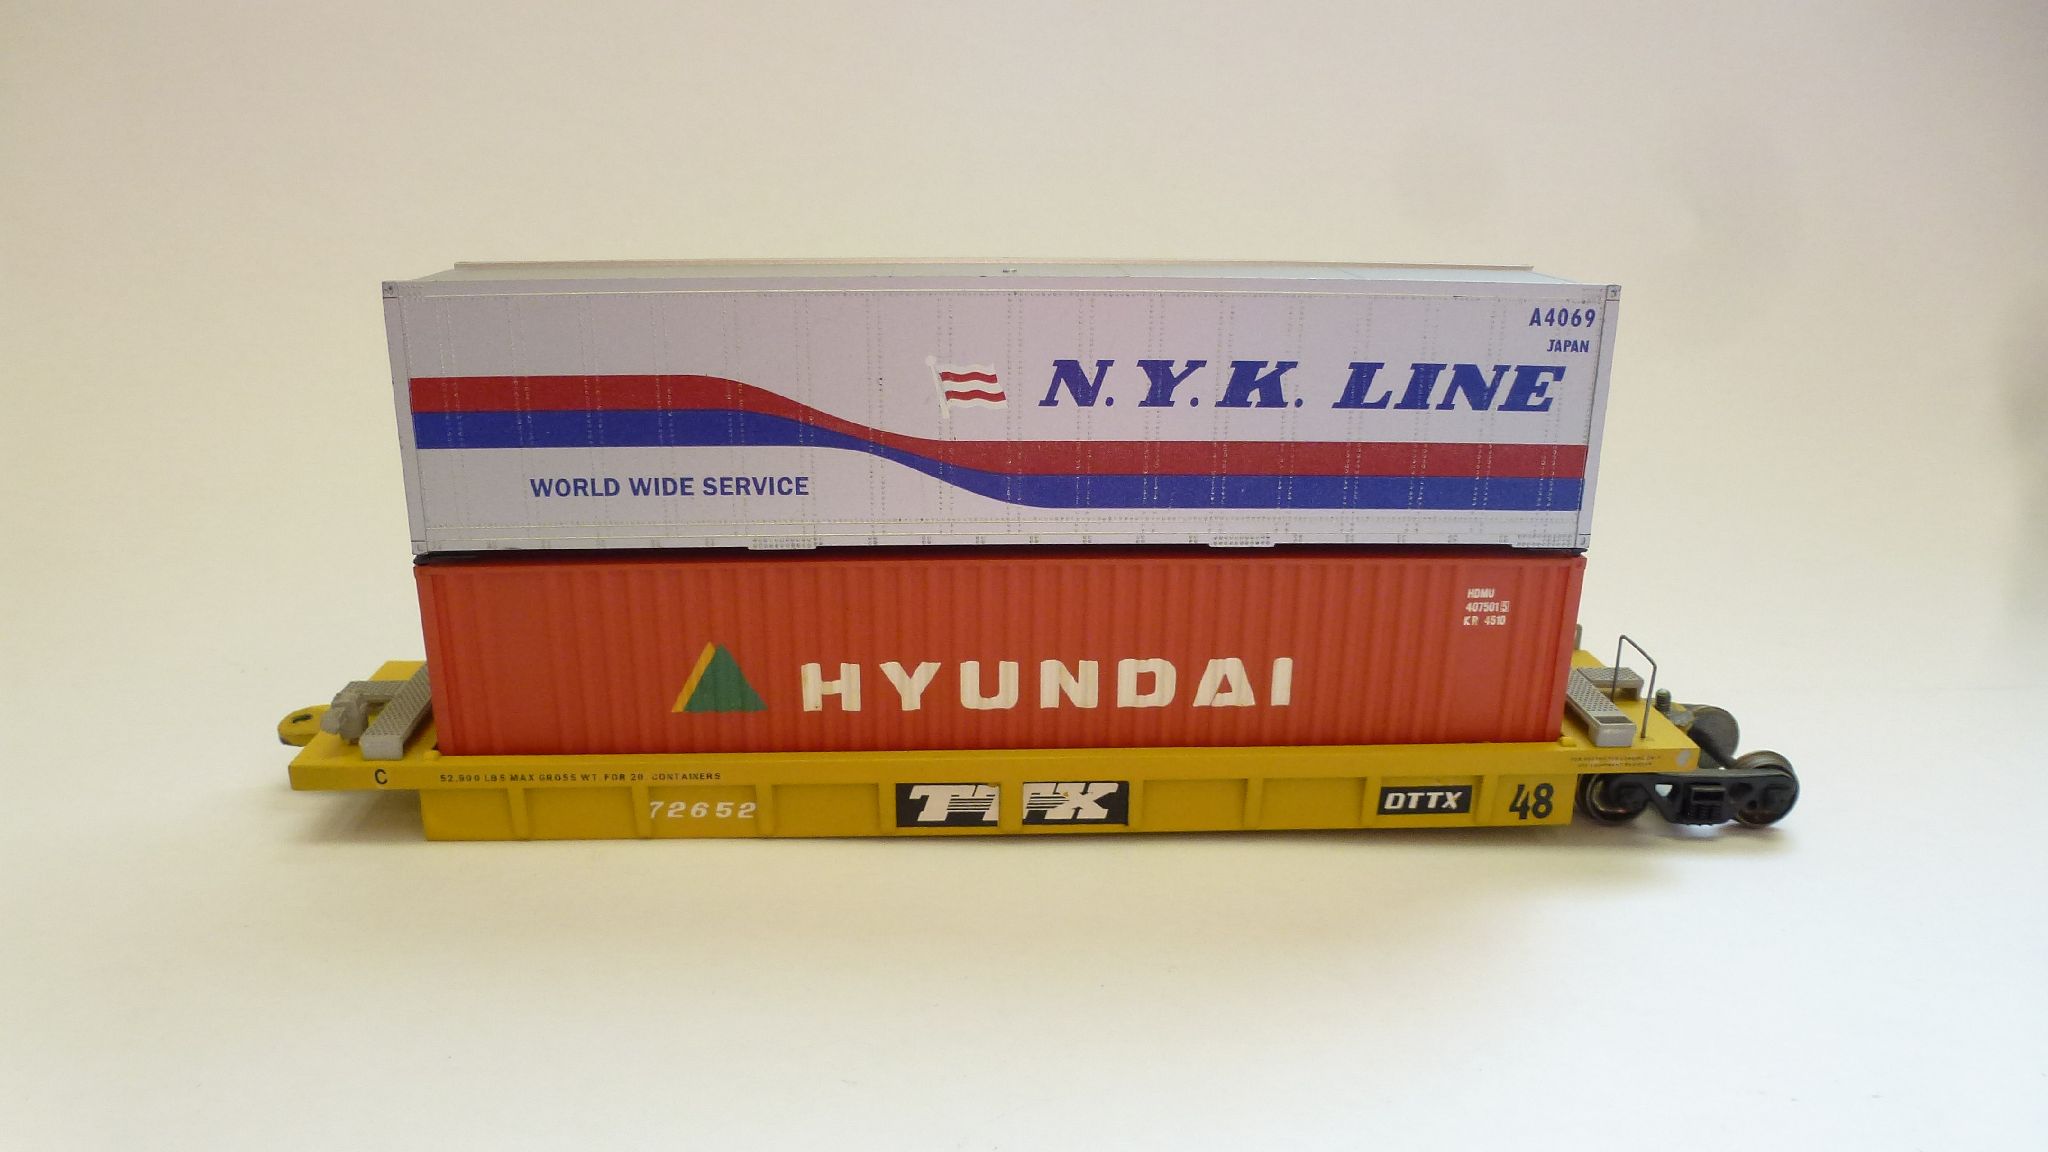 A4069
JAPAN
N.Y.K. LINE
WORLD WIDE SERVICE
HDMU
407501 5
KR 4510
HYUNDAI
C
52,900 LBS MAX GROSS WT. FOR 20 CONTAINERS
72652
TTX
DTTX
48